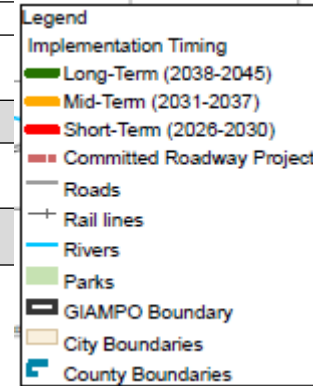 Legend
Implementation Timing
Long-Term (2038-2045)
Mid-Term (2031-2037)
Short-Term (2026-2030)
Committed Roadway Project
Roads
Rail lines
Rivers
Parks
GIAMPO Boundary
City Boundaries
County Boundaries